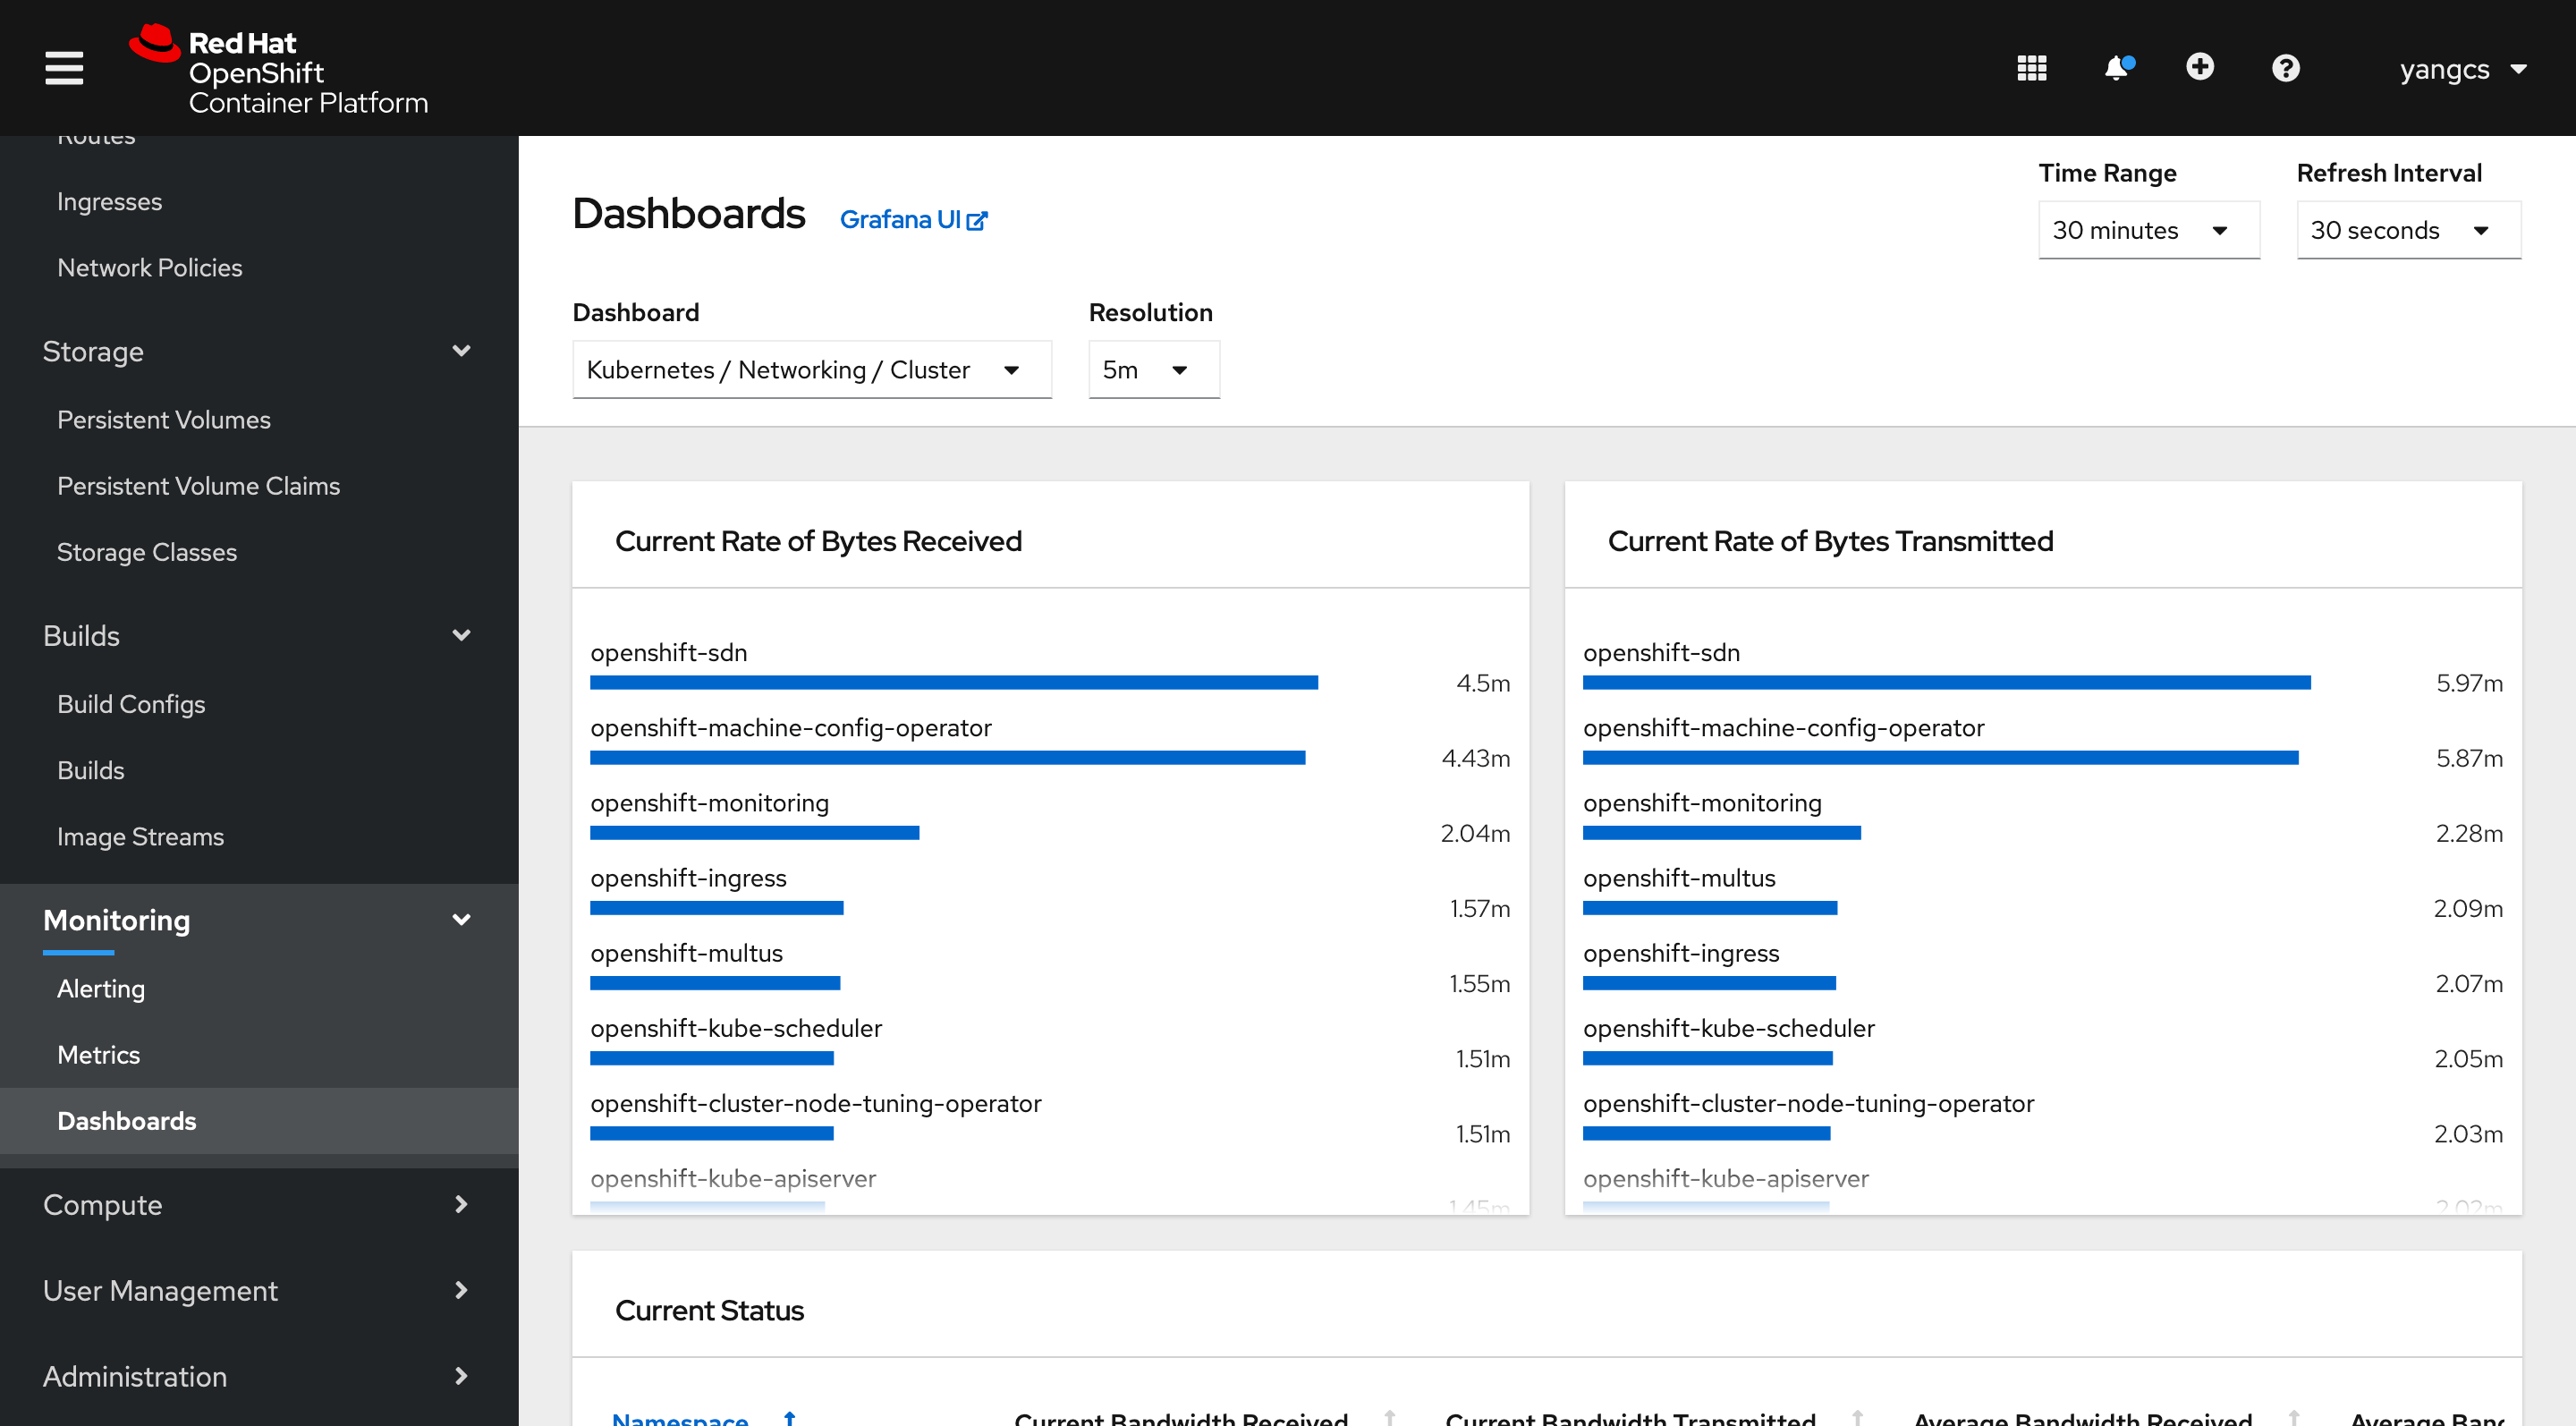 Red Hat
OpenShift
Container Platform
yangcs
Routes
Ingresses
Network Policies
Storage
Persistent Volumes
Persistent Volume Claims
Storage Classes
Builds
Build Configs
Builds
Image Streams
Monitoring
Alerting
Metrics
Dashboards
Compute
User Management
Administration
Dashboards Grafana UI
Time Range Refresh Interval
30 minutes 30 seconds
Dashboard Resolution
Kubernetes / Networking / Cluster 5m
Current Rate of Bytes Received
openshift-sdn
4.5m
openshift-machine-config-operator
4.43m
openshift-monitoring
2.04m
openshift-ingress
1.57m
openshift-multus
1.55m
openshift-kube-scheduler
1.51m
openshift-cluster-node-tuning-operator
1.51m
openshift-kube-apiserver
1.45m
Current Rate of Bytes Transmitted
openshift-sdn
5.97m
openshift-machine-config-operator
5.87m
openshift-monitoring
2.28m
openshift-multus
2.09m
openshift-ingress
2.07m
openshift-kube-scheduler
2.05m
openshift-cluster-node-tuning-operator
2.03m
openshift-kube-apiserver
2.02m
Current Status
Namespace Current Bandwidth Received Current Bandwidth Transmitted Average Bandwidth Received Average